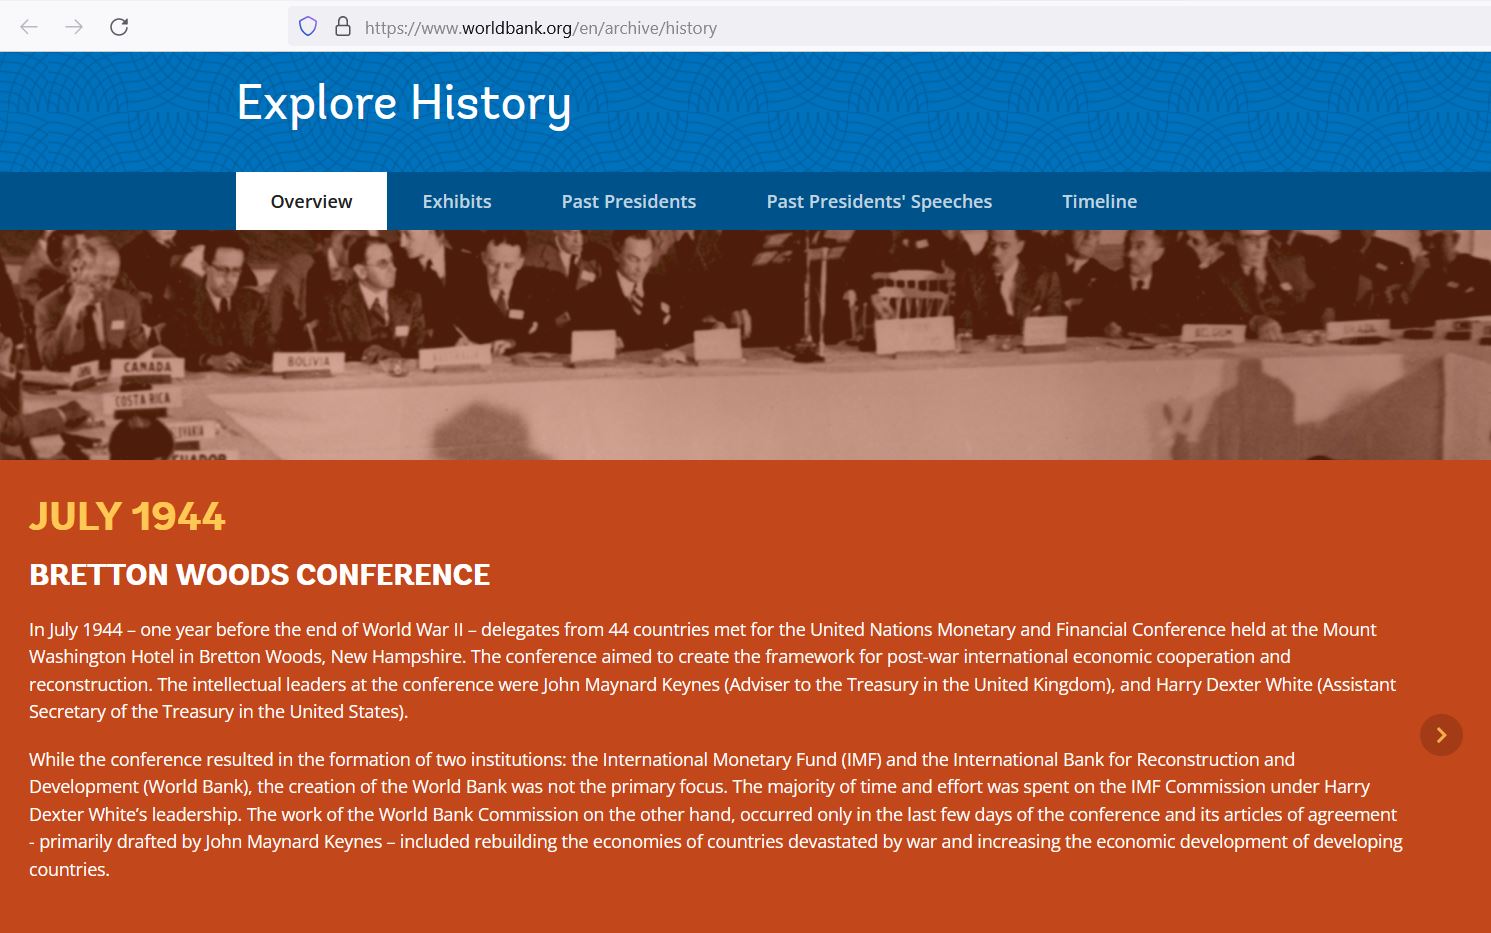 https://www.worldbank.org/en/archive/history
Explore History
Overview Exhibits Past Presidents Past Presidents' Speeches Timeline
CANADA
BOLIVIA
COSTA RICA
JULY 1944
BRETTON WOODS CONFERENCE
In July 1944 – one year before the end of World War II – delegates from 44 countries met for the United Nations Monetary and Financial Conference held at the Mount
Washington Hotel in Bretton Woods, New Hampshire. The conference aimed to create the framework for post-war international economic cooperation and
reconstruction. The intellectual leaders at the conference were John Maynard Keynes (Adviser to the Treasury in the United Kingdom), and Harry Dexter White (Assistant
Secretary of the Treasury in the United States).
While the conference resulted in the formation of two institutions: the International Monetary Fund (IMF) and the International Bank for Reconstruction and
Development (World Bank), the creation of the World Bank was not the primary focus. The majority of time and effort was spent on the IMF Commission under Harry
Dexter White’s leadership. The work of the World Bank Commission on the other hand, occurred only in the last few days of the conference and its articles of agreement
- primarily drafted by John Maynard Keynes – included rebuilding the economies of countries devastated by war and increasing the economic development of developing
countries.